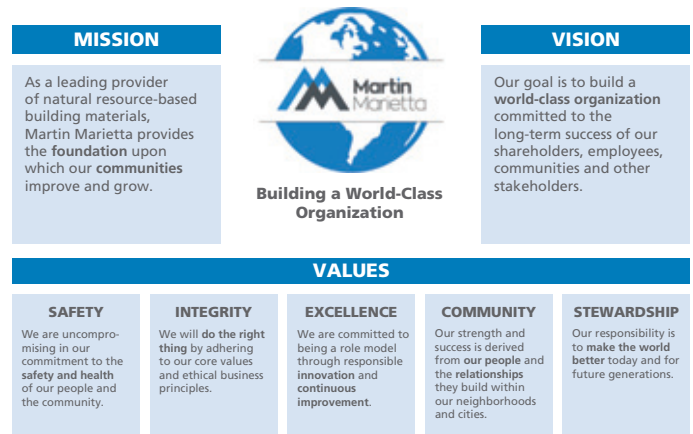 MISSION
As a leading provider
of natural resource-based
building materials,
Martin Marietta provides
the foundation upon
which our communities
improve and grow.
Martin
Marietta
Building a World-Class
Organization
VISION
Our goal is to build a
world-class organization
committed to the
long-term success of our
shareholders, employees,
communities and other
stakeholders.
VALUES
SAFETY
We are uncompro-
mising in our
commitment to the
safety and health
of our people and
the community.
INTEGRITY
We will do the right
thing by adhering
to our core values
and ethical business
principles.
EXCELLENCE
We are committed to
being a role model
through responsible
innovation and
continuous
improvement.
COMMUNITY
Our strength and
success is derived
from our people and
the relationships
they build within
our neighborhoods
and cities.
STEWARDSHIP
Our responsibility is
to make the world
better today and for
future generations.